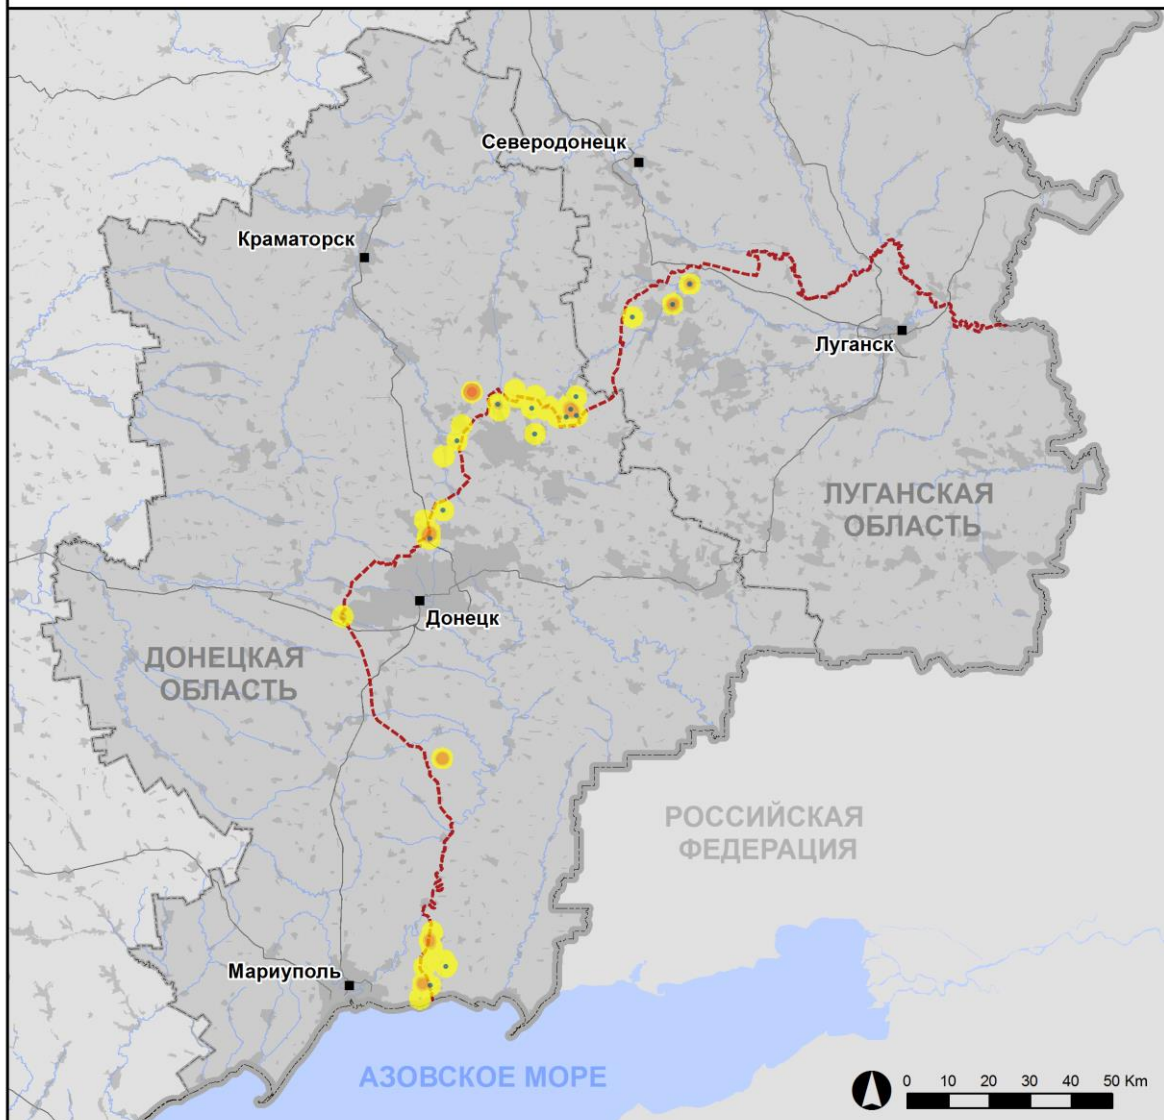 Северодонецк
Краматорск
Луганск
ЛУГАНСКАЯ
ОБЛАСТЬ
Донецк
ДОНЕЦКАЯ
ОБЛАСТЬ
РОССИЙСКАЯ
ФЕДЕРАЦИЯ
Мариуполь
АЗОВСКОЕ МОРЕ
0 10 20 30 40 50 Km